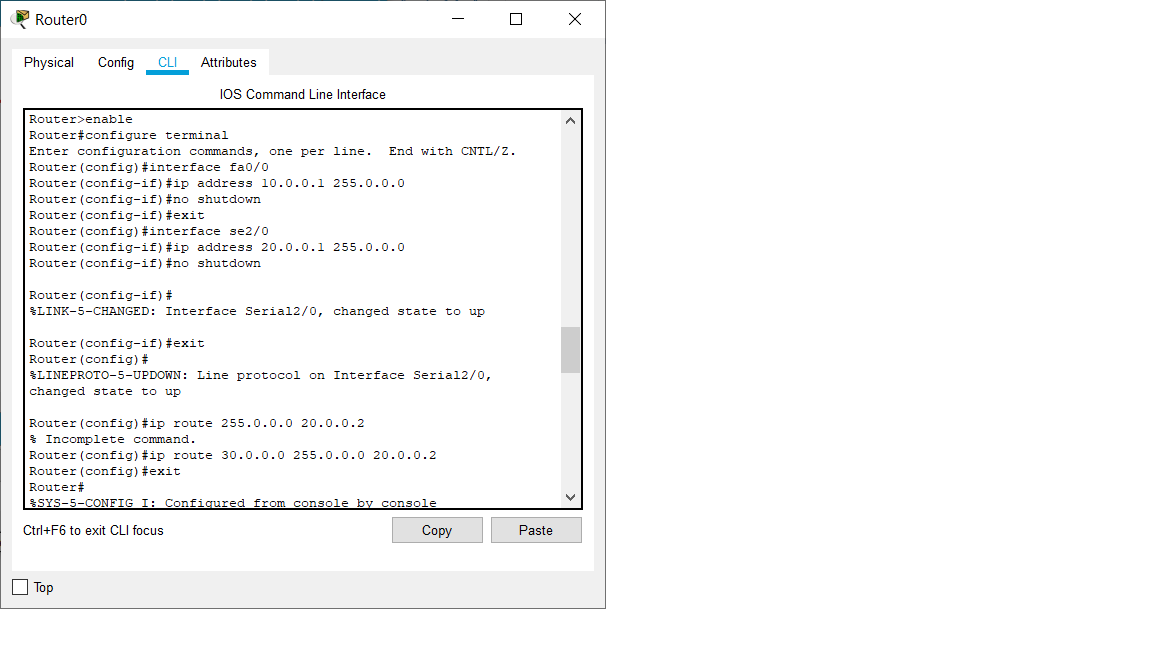 Router0
Physical Config CLI Attributes
IOS Command Line Interface
Router>enable
Router#configure terminal
Enter configuration commands, one per line.  End with CNTL/Z.
Router(config)#interface fa0/0
Router(config-if)#ip address 10.0.0.1 255.0.0.0
Router(config-if)#no shutdown
Router(config-if)#exit
Router(config)#interface se2/0
Router(config-if)#ip address 20.0.0.1 255.0.0.0
Router(config-if)#no shutdown
Router(config-if)#
%LINK-5-CHANGED: Interface Serial2/0, changed state to up
Router(config-if)#exit
Router(config)#
%LINEPROTO-5-UPDOWN: Line protocol on Interface Serial2/0,
changed state to up
Router(config)#ip route 255.0.0.0 20.0.0.2
% Incomplete command.
Router(config)#ip route 30.0.0.0 255.0.0.0 20.0.0.2
Router(config)#exit
Router#
%SYS-5-CONFIG_I: Configured from console by console
Ctrl+F6 to exit CLI focus
Copy Paste
Top